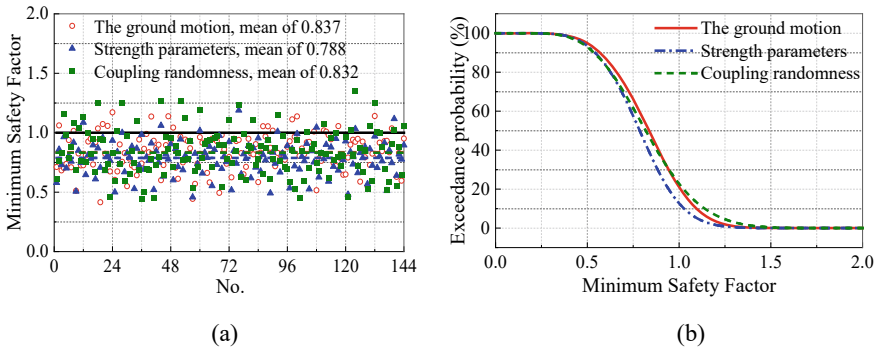 2.0
1.5
1.0
0.5
0.0
Minimum Safety Factor
The ground motion, mean of 0.837
Strength parameters, mean of 0.788
Coupling randomness, mean of 0.832
0 24 48 72 96 120 144
No.
(a)
100
80
60
40
20
0
Exceedance probability (%)
The ground motion
Strength parameters
Coupling randomness
0.0 0.5 1.0 1.5 2.0
Minimum Safety Factor
(b)